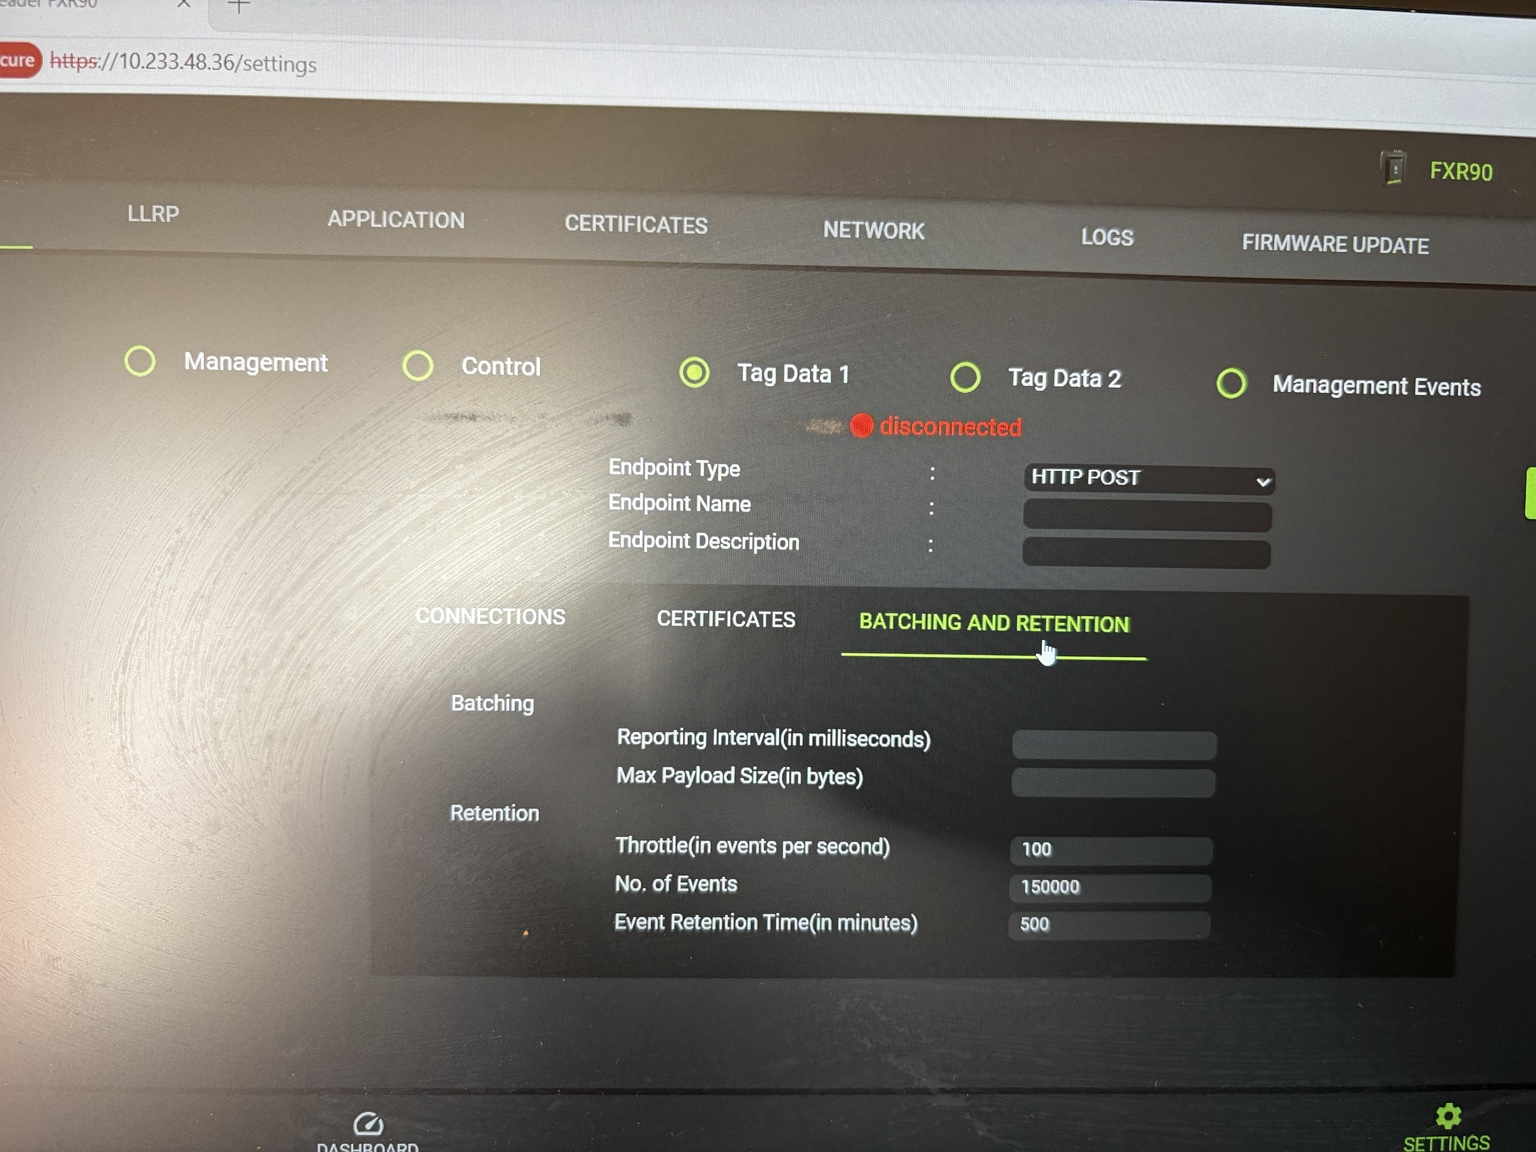 https://10.233.48.36/settings
FXR90
LLRP APPLICATION CERTIFICATES NETWORK LOGS FIRMWARE UPDATE
Management Control Tag Data 1 Tag Data 2 Management Events
disconnected
Endpoint Type : HTTP POST
Endpoint Name :
Endpoint Description :
CONNECTIONS CERTIFICATES BATCHING AND RETENTION
Batching
Reporting Interval(in milliseconds)
Max Payload Size(in bytes)
Retention
Throttle(in events per second) 100
No. of Events 150000
Event Retention Time(in minutes) 500
DASHBOARD SETTINGS